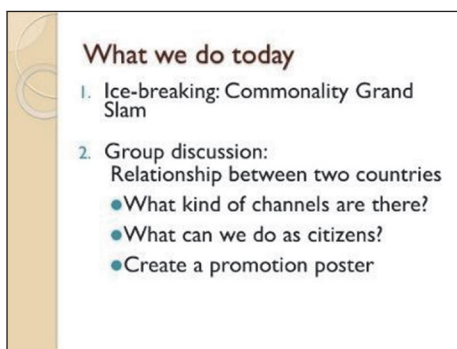 What we do today
1. Ice-breaking: Commonality Grand
Slam
2. Group discussion:
Relationship between two countries
●What kind of channels are there?
●What can we do as citizens?
●Create a promotion poster